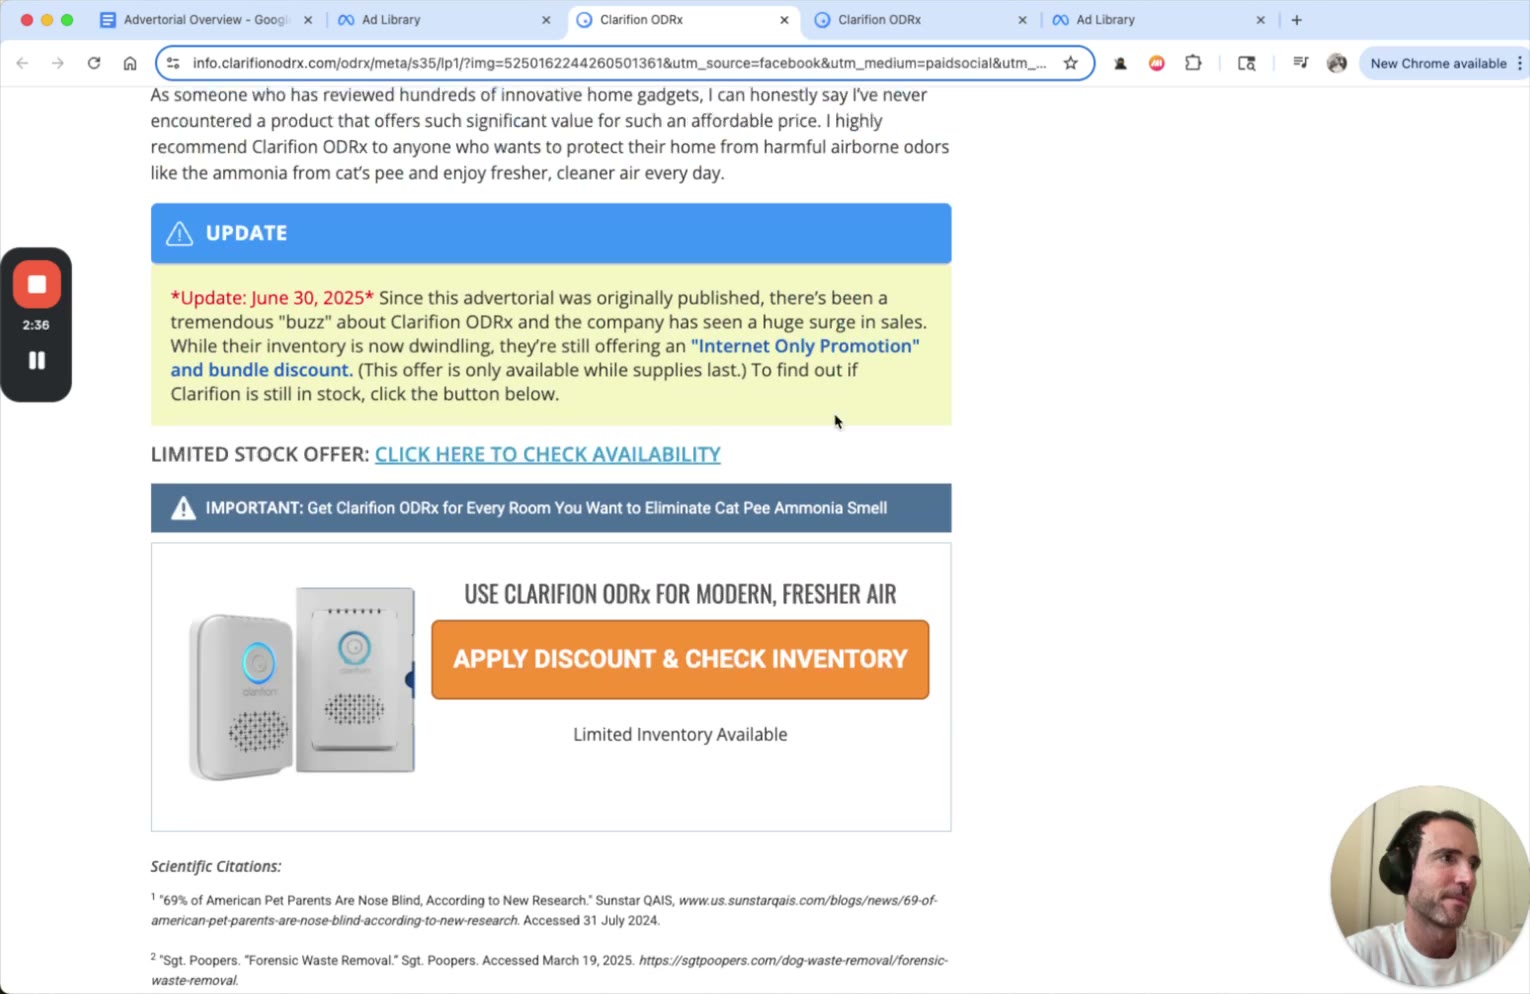 Advertorial Overview - Googl
Ad Library
Clarifion ODRx
Clarifion ODRx
Ad Library
info.clarifionodrx.com/odrx/meta/s35/lp1/?img=5250162244260501361&utm_source=facebook&utm_medium=paidsocial&utm_...
New Chrome available
As someone who has reviewed hundreds of innovative home gadgets, I can honestly say I've never
encountered a product that offers such significant value for such an affordable price. I highly
recommend Clarifion ODRx to anyone who wants to protect their home from harmful airborne odors
like the ammonia from cat's pee and enjoy fresher, cleaner air every day.
UPDATE
*Update: June 30, 2025* Since this advertorial was originally published, there's been a
tremendous "buzz" about Clarifion ODRx and the company has seen a huge surge in sales.
While their inventory is now dwindling, they're still offering an "Internet Only Promotion"
and bundle discount. (This offer is only available while supplies last.) To find out if
Clarifion is still in stock, click the button below.
2:36
LIMITED STOCK OFFER: CLICK HERE TO CHECK AVAILABILITY
IMPORTANT: Get Clarifion ODRx for Every Room You Want to Eliminate Cat Pee Ammonia Smell
USE CLARIFION ODRx FOR MODERN, FRESHER AIR
APPLY DISCOUNT & CHECK INVENTORY
Limited Inventory Available
clarifion
clarifion
Scientific Citations:
1 "69% of American Pet Parents Are Nose Blind, According to New Research." Sunstar QAIS, www.us.sunstarqais.com/blogs/news/69-of-
american-pet-parents-are-nose-blind-according-to-new-research. Accessed 31 July 2024.
2 "Sgt. Poopers. "Forensic Waste Removal." Sgt. Poopers. Accessed March 19, 2025. https://sgtpoopers.com/dog-waste-removal/forensic-
waste-removal.